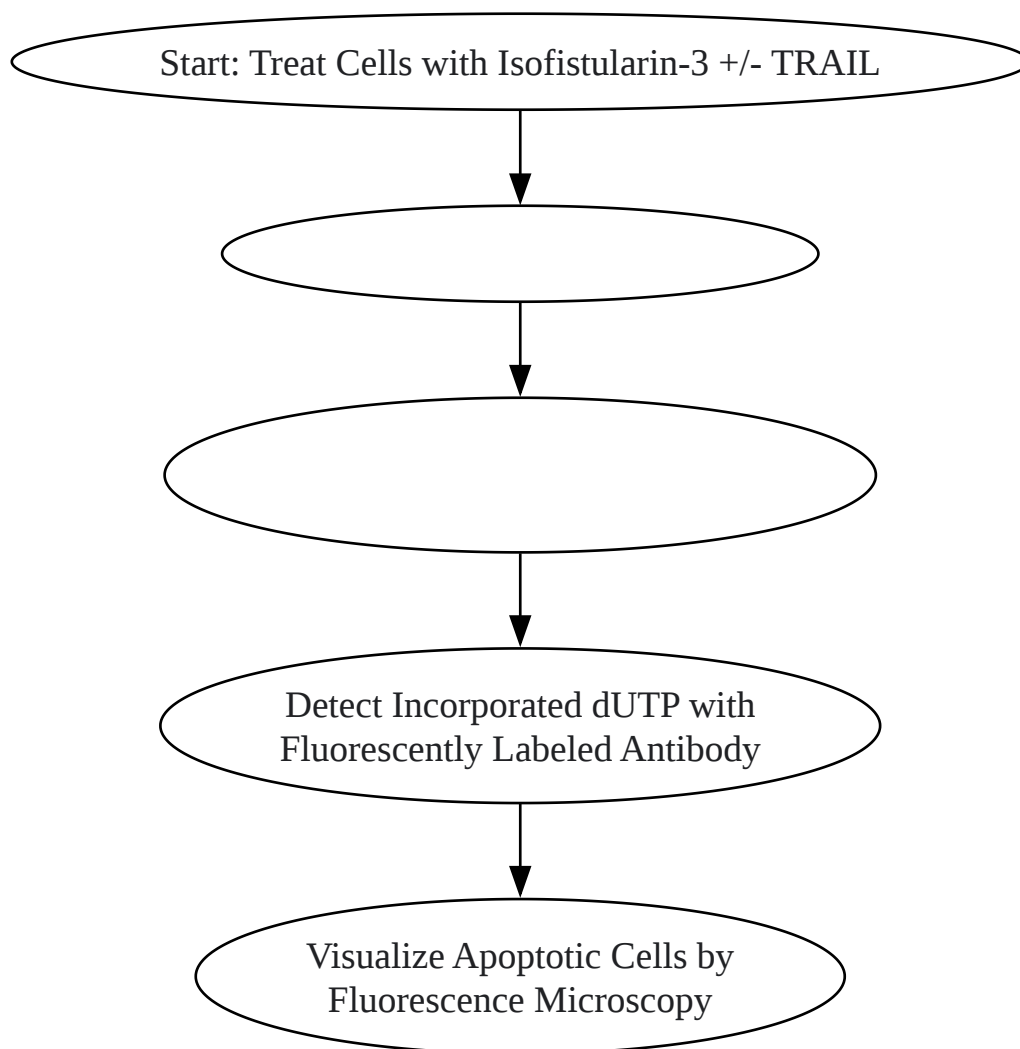 Start: Treat Cells with Isofistularin-3 +/- TRAIL
Detect Incorporated dUTP with
Fluorescently Labeled Antibody
Visualize Apoptotic Cells by
Fluorescence Microscopy